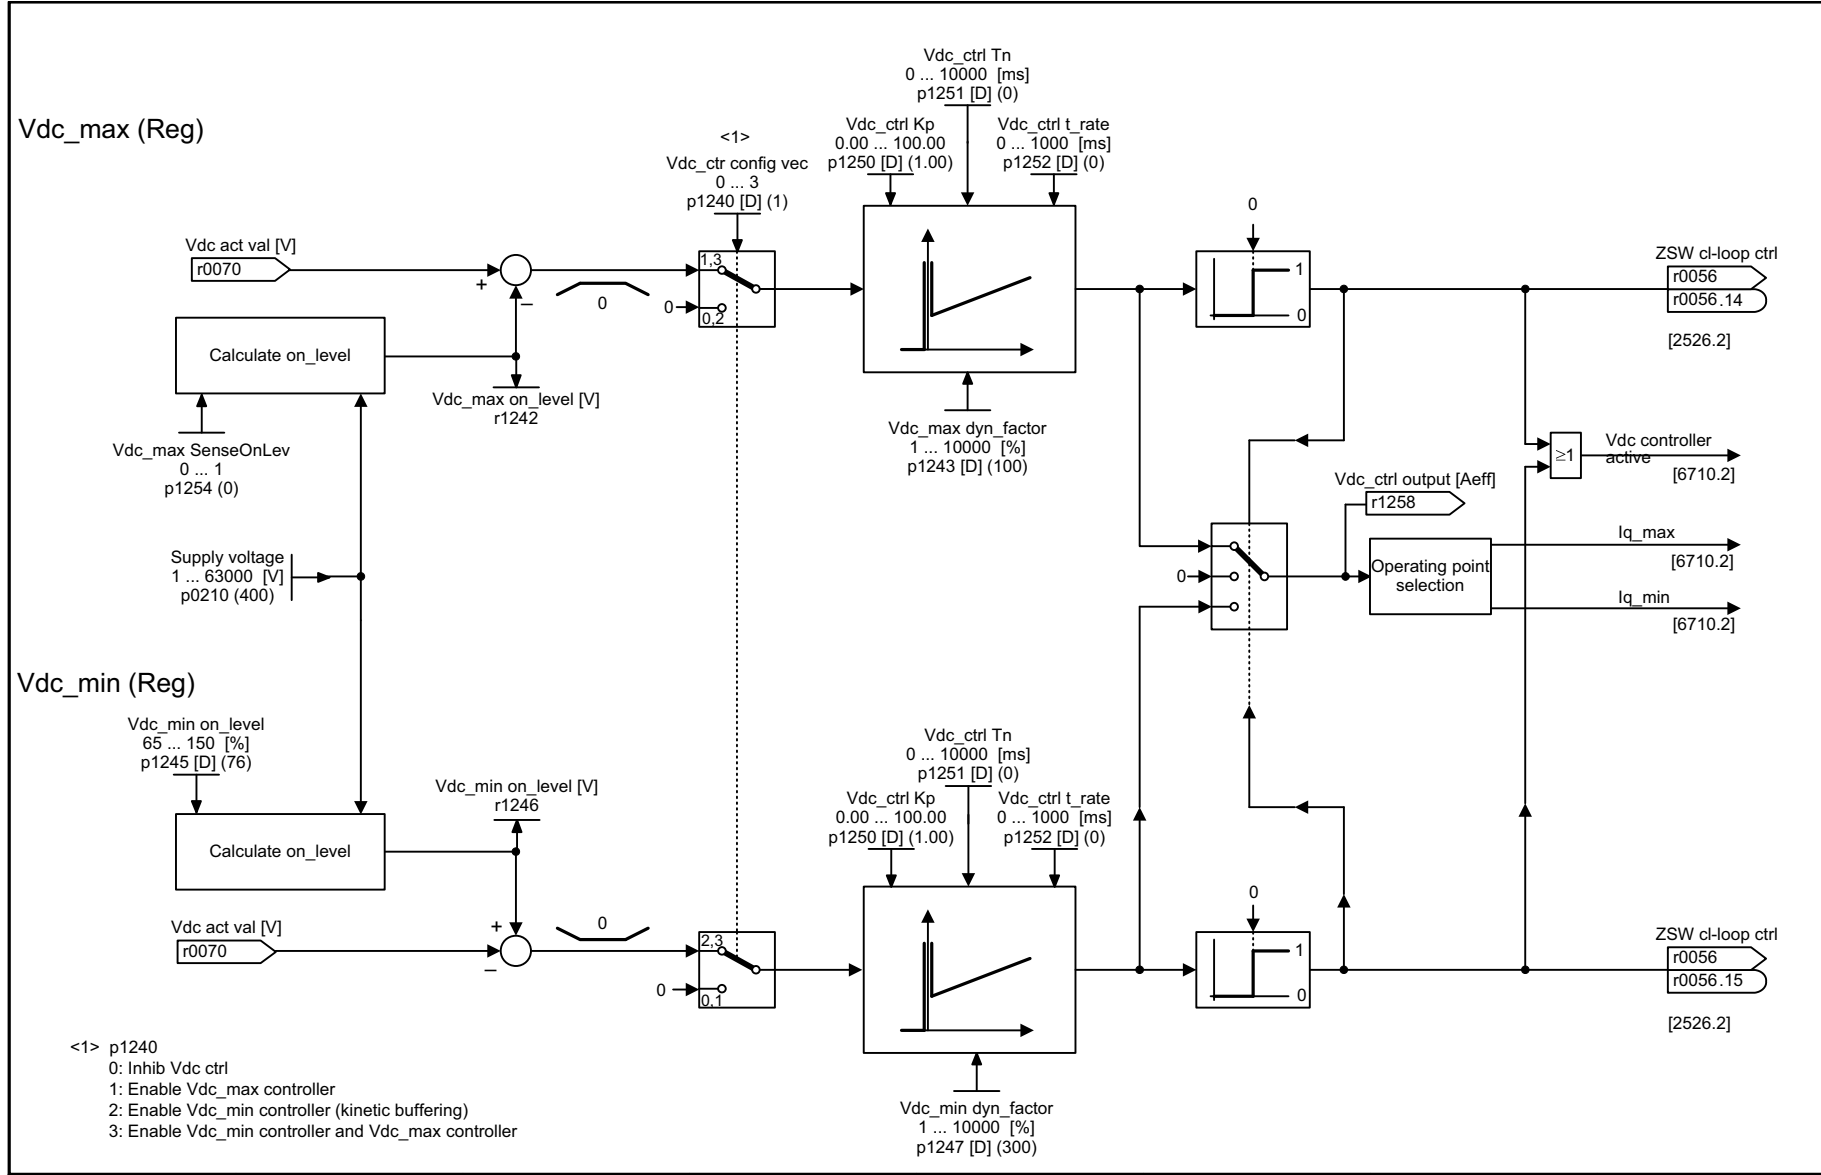 Vdc_max (Reg)
Vdc_ctrl Tn
0 ... 10000 [ms]
p1251 [D] (0)
Vdc_ctrl Kp
0.00 ... 100.00
p1250 [D] (1.00)
Vdc_ctrl t_rate
0 ... 1000 [ms]
p1252 [D] (0)
<1>
Vdc_ctr config vec
0 ... 3
p1240 [D] (1)
Vdc act val [V]
r0070
+
–
0
1,3
0
0,2
0
1
0
ZSW cl-loop ctrl
r0056
r0056.14
[2526.2]
Calculate on_level
Vdc_max on_level [V]
r1242
Vdc_max SenseOnLev
0 ... 1
p1254 (0)
Vdc_max dyn_factor
1 ... 10000 [%]
p1243 [D] (100)
≥1
Vdc controller
active
[6710.2]
Vdc_ctrl output [Aeff]
r1258
Supply voltage
1 ... 63000 [V]
p0210 (400)
0
Operating point
selection
Iq_max
[6710.2]
Iq_min
[6710.2]
Vdc_min (Reg)
Vdc_min on_level
65 ... 150 [%]
p1245 [D] (76)
Vdc_min on_level [V]
r1246
Vdc_ctrl Tn
0 ... 10000 [ms]
p1251 [D] (0)
Vdc_ctrl Kp
0.00 ... 100.00
p1250 [D] (1.00)
Vdc_ctrl t_rate
0 ... 1000 [ms]
p1252 [D] (0)
Calculate on_level
Vdc act val [V]
r0070
+
–
0
2,3
0
0,1
0
1
0
ZSW cl-loop ctrl
r0056
r0056.15
[2526.2]
Vdc_min dyn_factor
1 ... 10000 [%]
p1247 [D] (300)
<1> p1240
0: Inhib Vdc ctrl
1: Enable Vdc_max controller
2: Enable Vdc_min controller (kinetic buffering)
3: Enable Vdc_min controller and Vdc_max controller